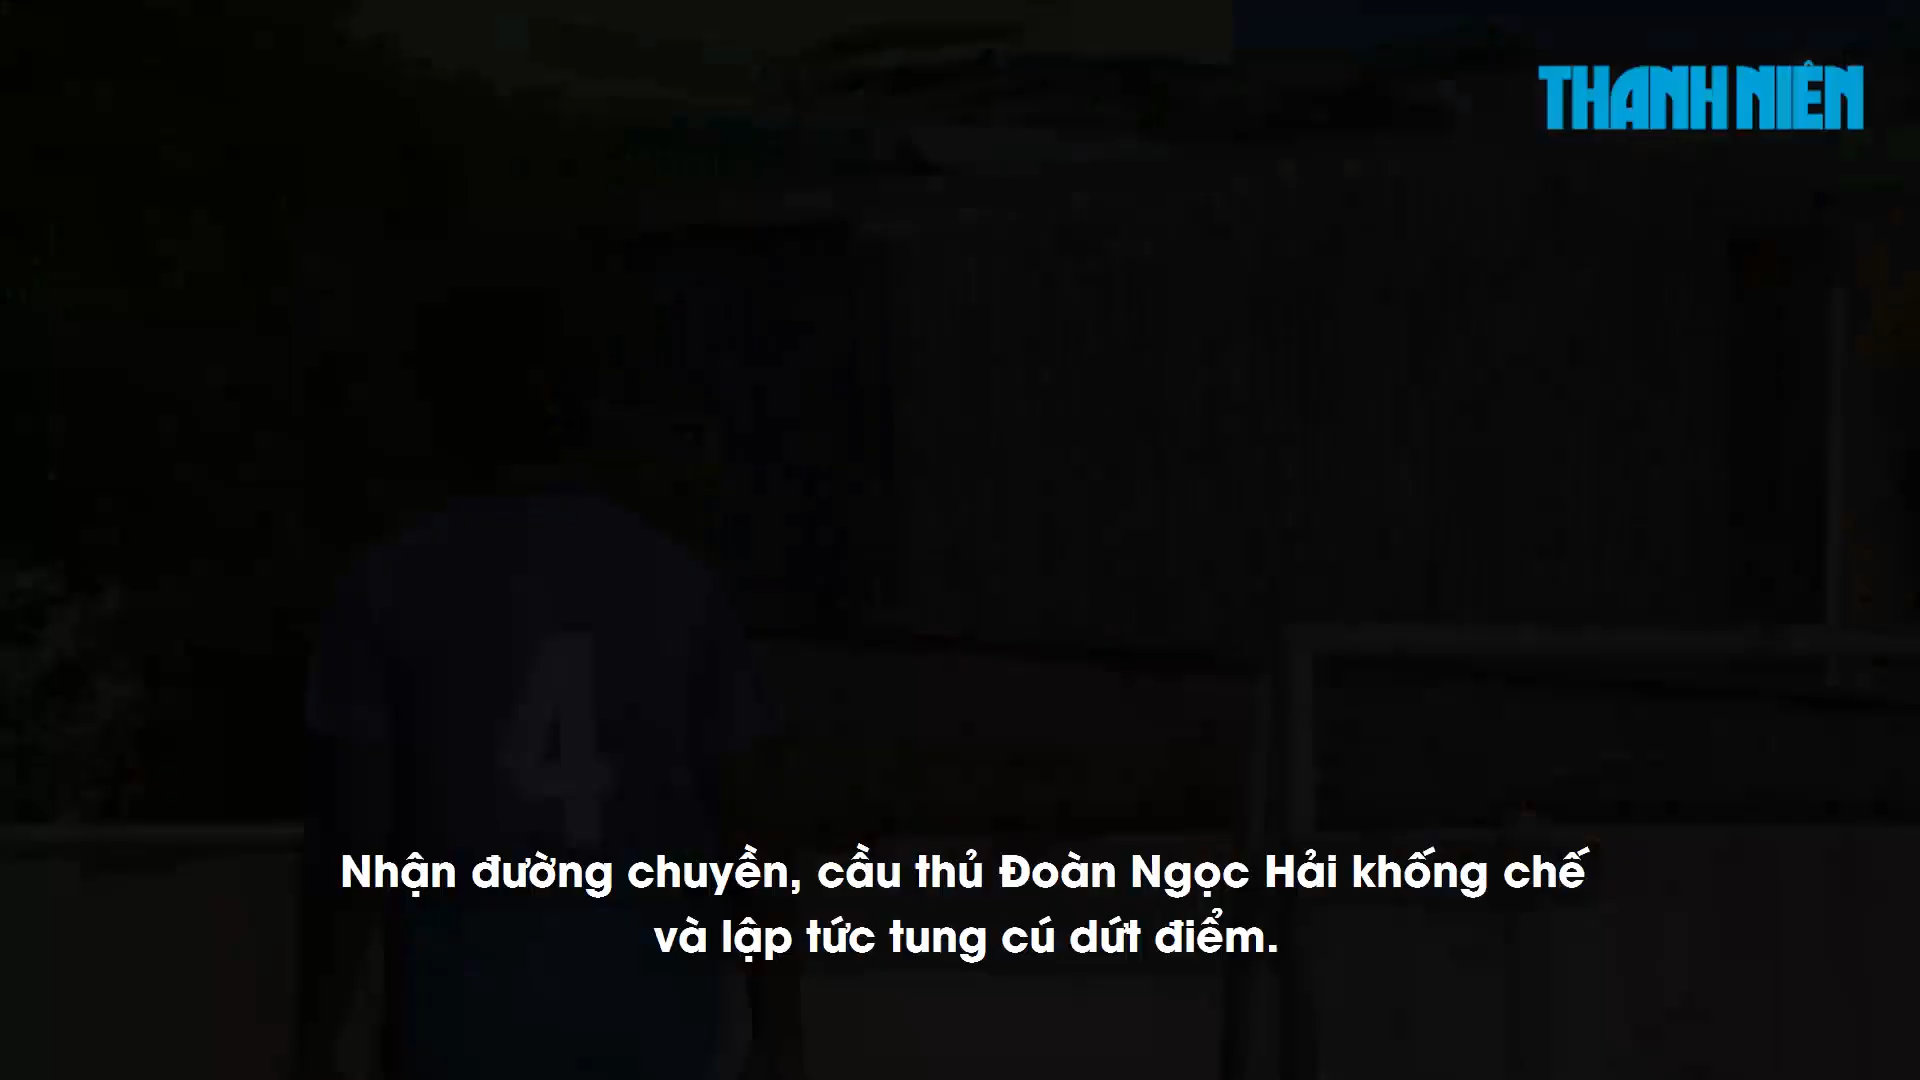 THANH NIÊN
4
Nhận đường chuyền, cầu thủ Đoàn Ngọc Hải khống chế
và lập tức tung cú dứt điểm.